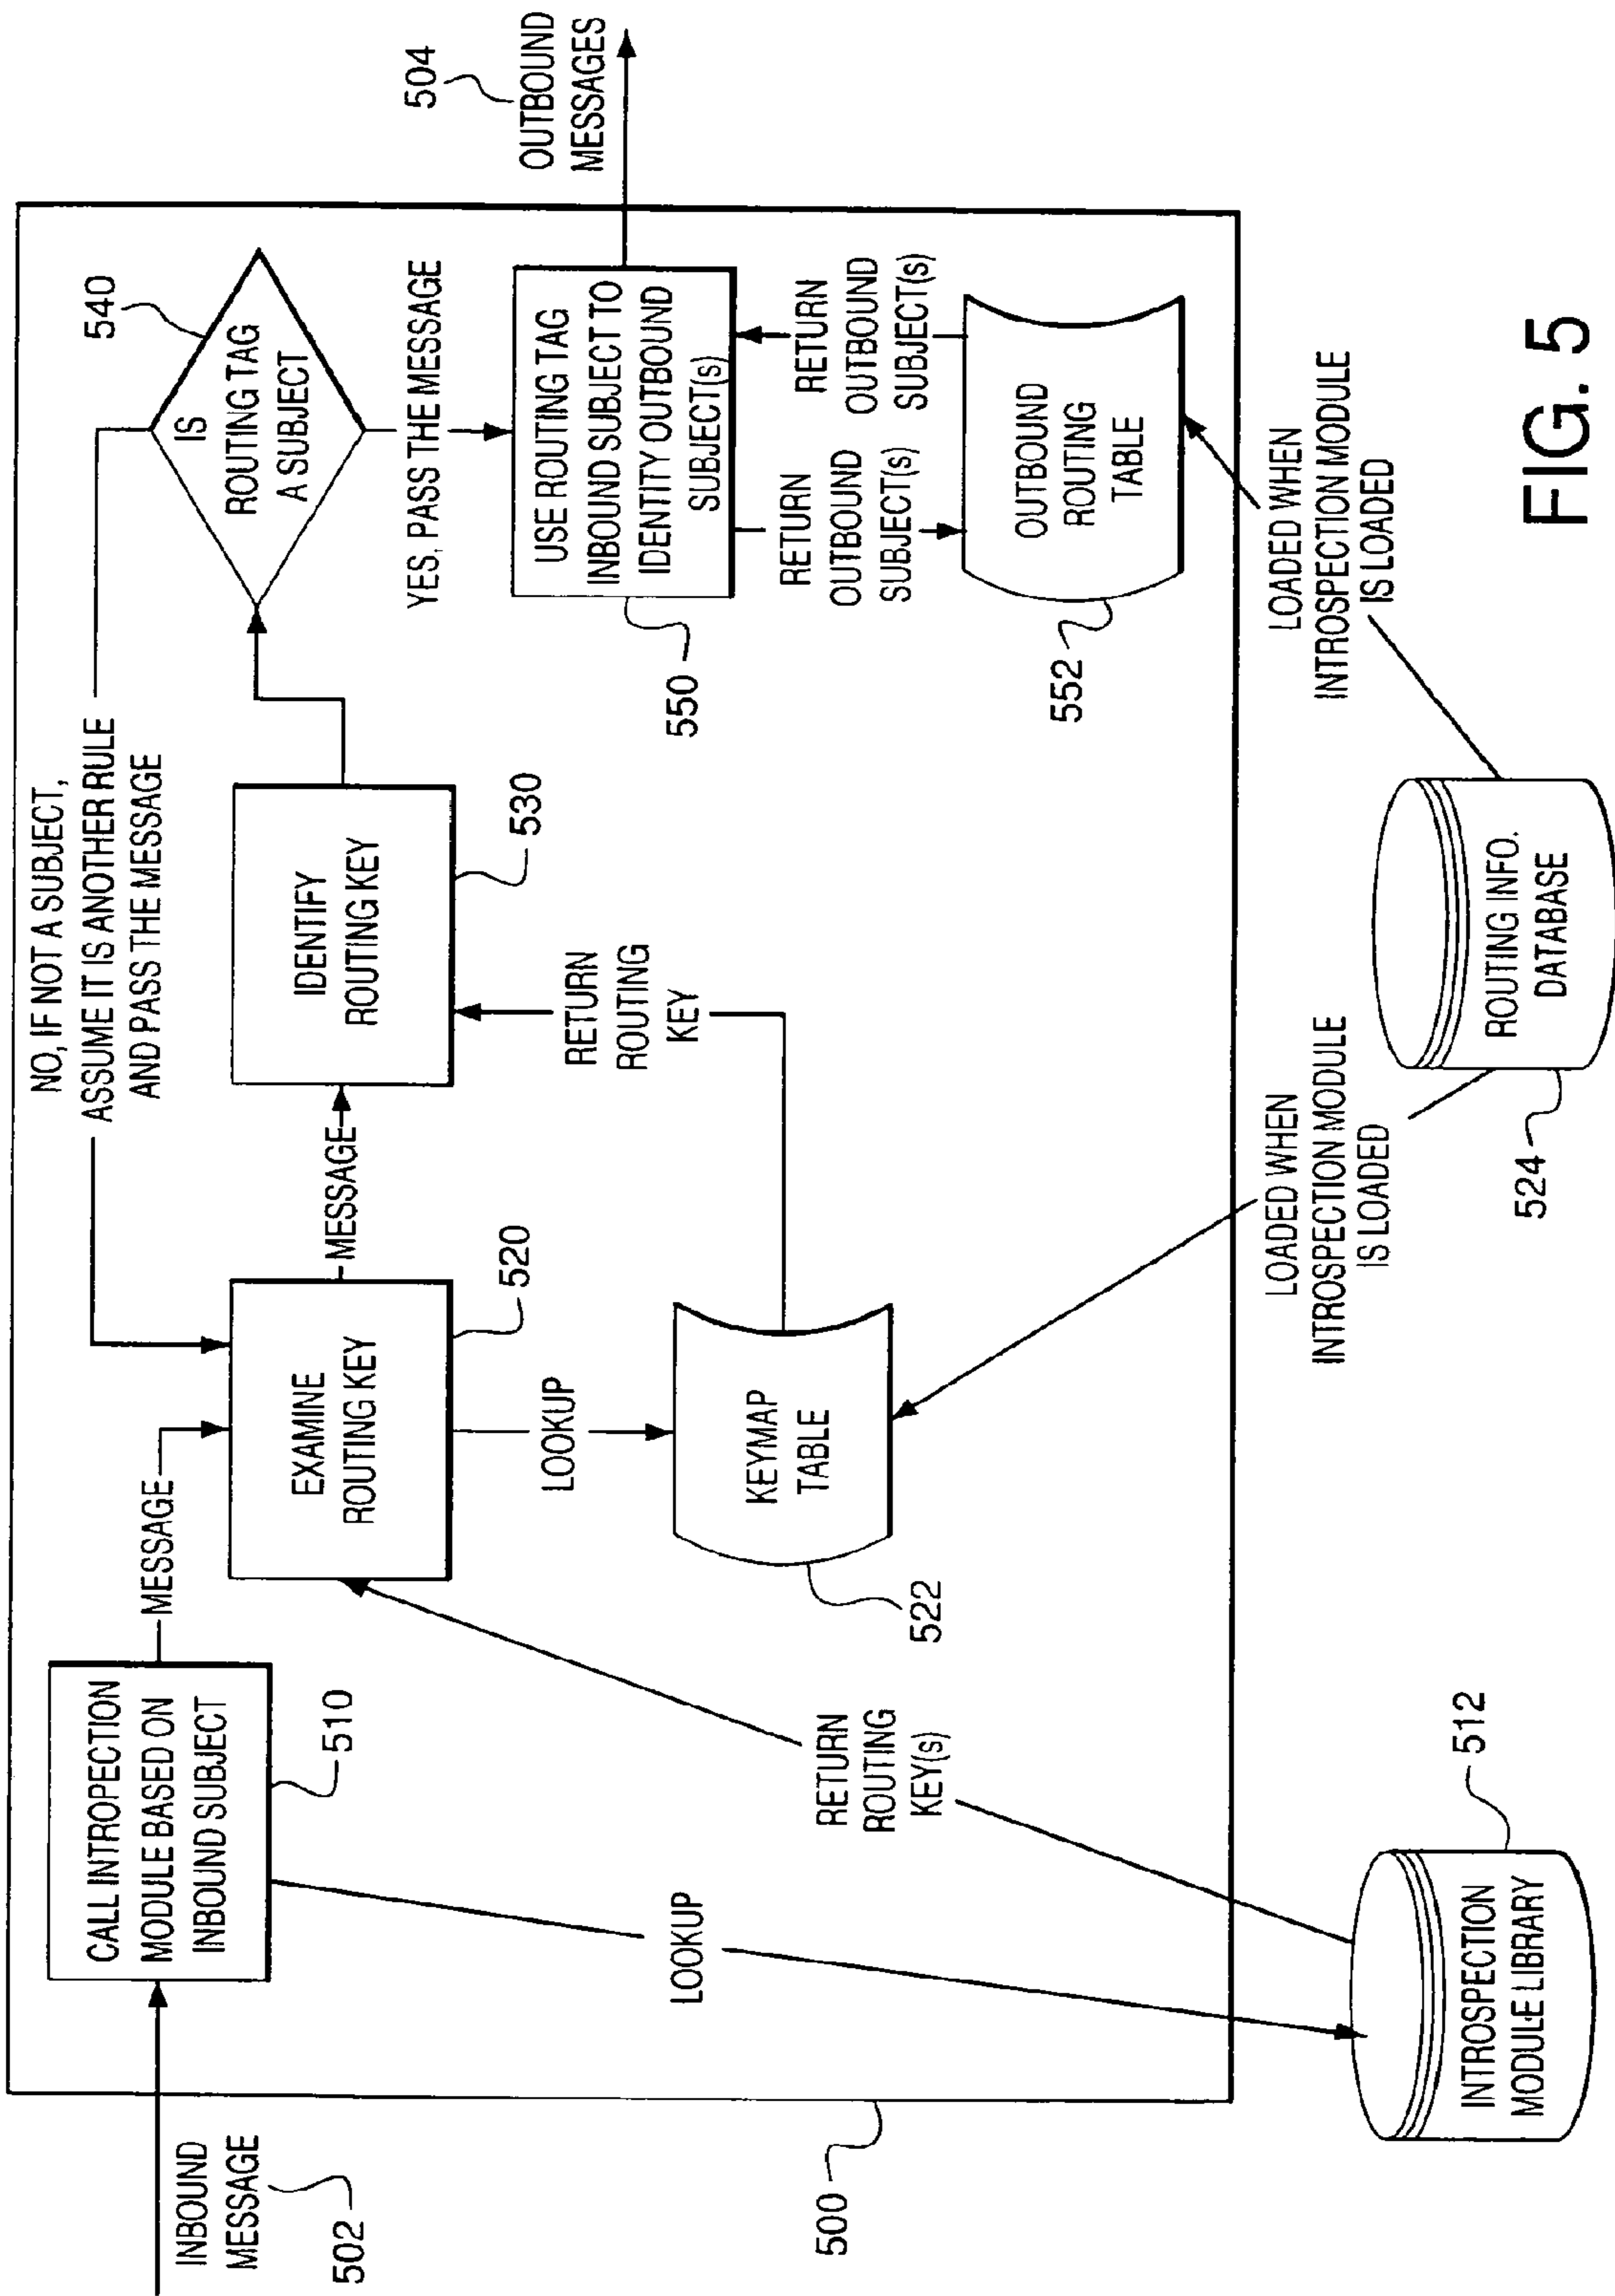 INBOUND
MESSAGE
502
CALL INTROPECTION
MODULE BASED ON
INBOUND SUBJECT
510
MESSAGE
NO, IF NOT A SUBJECT,
ASSUME IT IS ANOTHER RULE
AND PASS THE MESSAGE
EXAMINE
ROUTING KEY
520
MESSAGE
IDENTIFY
ROUTING KEY
530
IS
ROUTING TAG
A SUBJECT
540
YES, PASS THE MESSAGE
USE ROUTING TAG
INBOUND SUBJECT TO
IDENTITY OUTBOUND
SUBJECT(s)
550
504
OUTBOUND
MESSAGES
LOOKUP
KEYMAP
TABLE
522
RETURN
ROUTING
KEY
RETURN
OUTBOUND
SUBJECT(s)
RETURN
OUTBOUND
SUBJECT(s)
OUTBOUND
ROUTING
TABLE
552
LOOKUP
RETURN
ROUTING
KEY(s)
500
INTROSPECTION
MODULE LIBRARY
512
LOADED WHEN
INTROSPECTION MODULE
IS LOADED
LOADED WHEN
INTROSPECTION MODULE
IS LOADED
ROUTING INFO.
DATABASE
524
FIG. 5